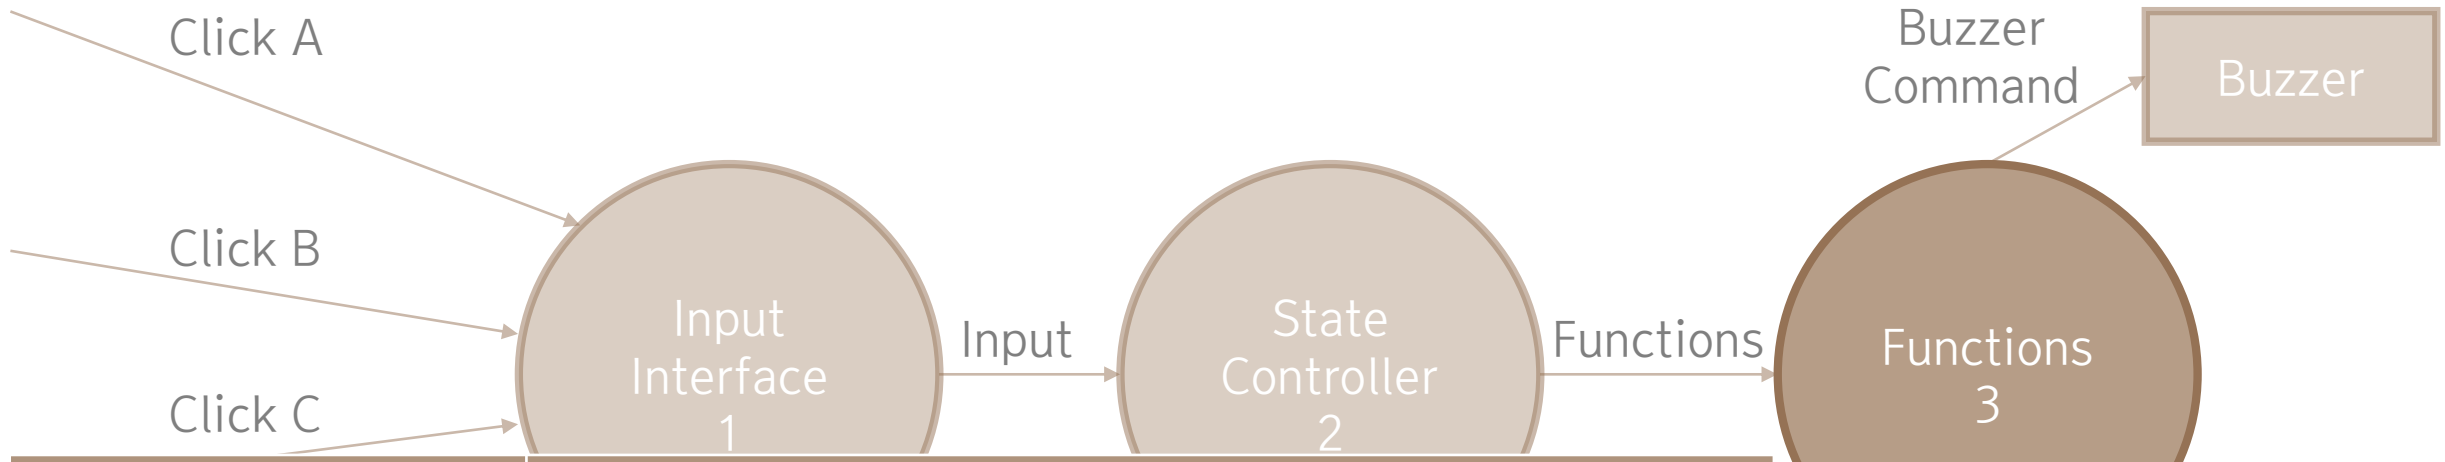 Click A
Click B
Click C
Input
Interface
1
Input
State
Controller
2
Functions
Functions
3
Buzzer
Command
Buzzer